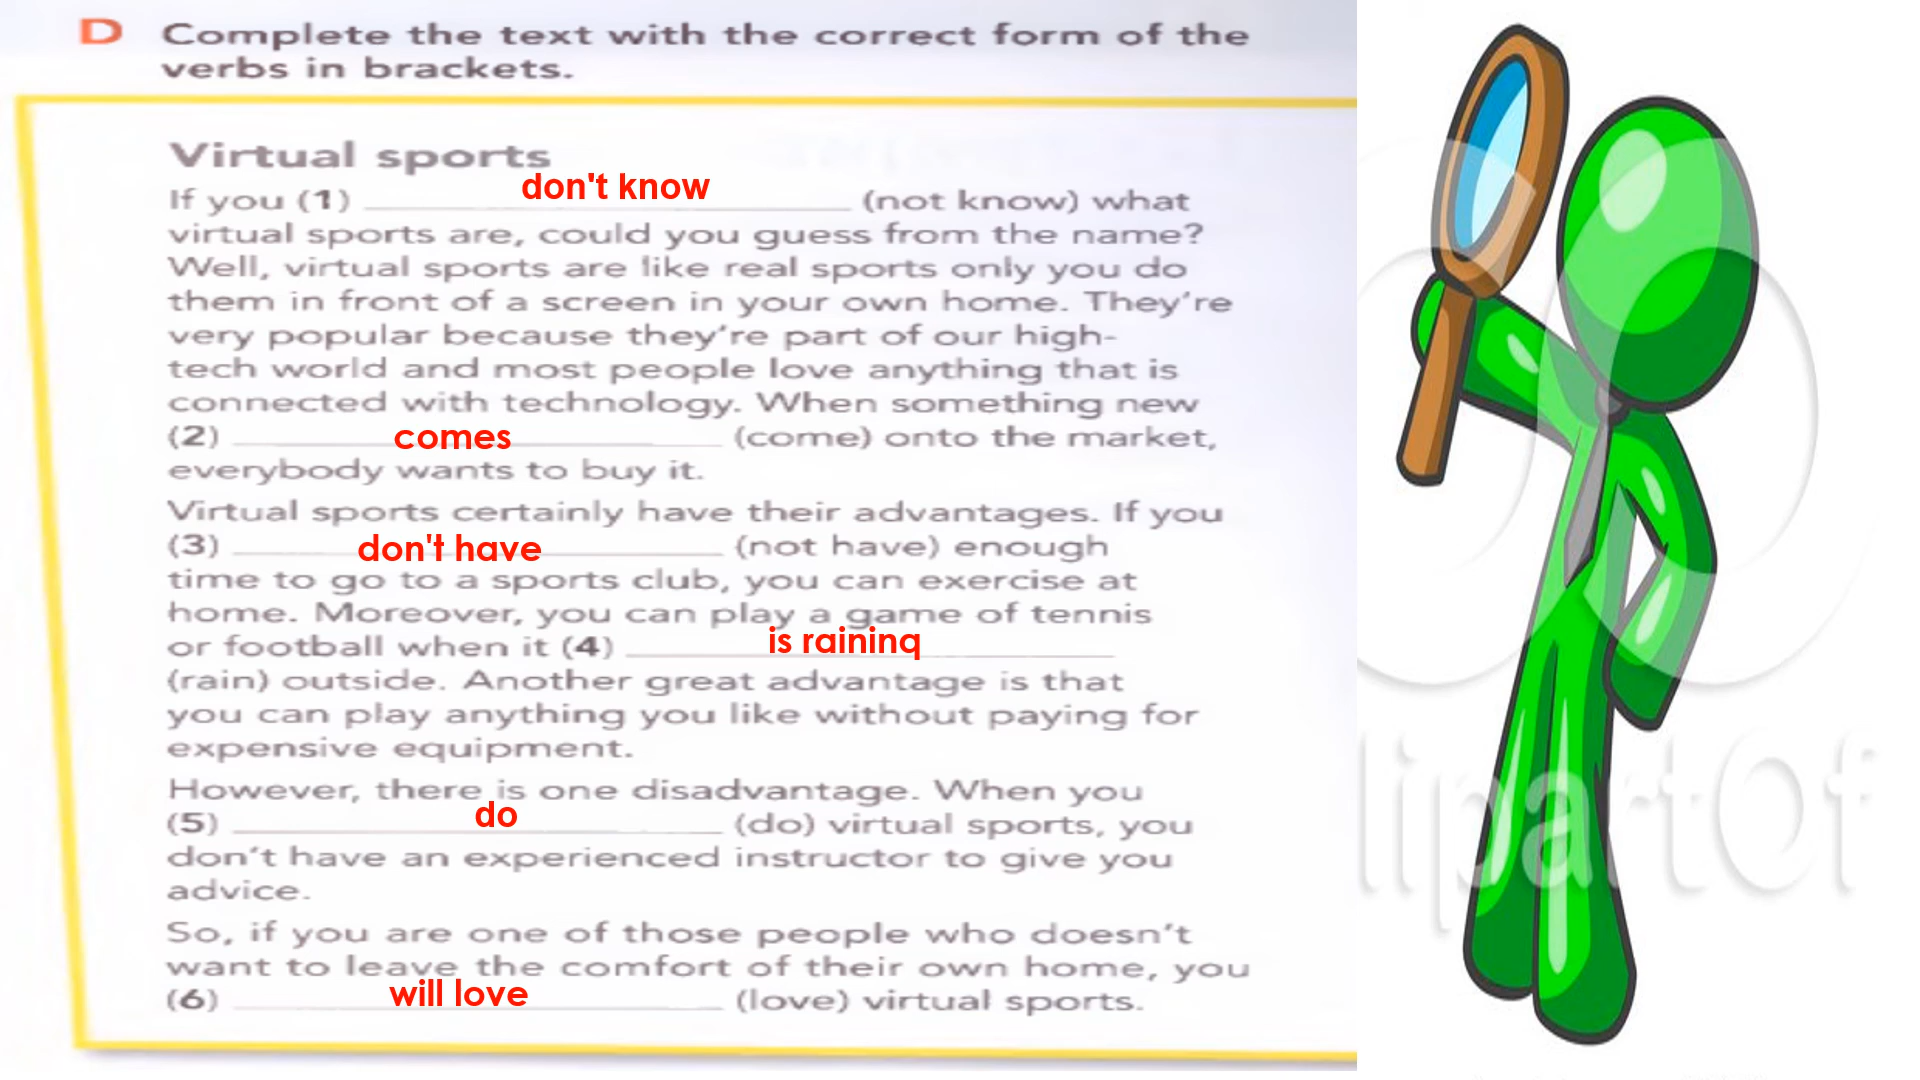 D Complete the text with the correct form of the
verbs in brackets.
Virtual sports
If you (1) don't know (not know) what
virtual sports are, could you guess from the name?
Well, virtual sports are like real sports only you do
them in front of a screen in your own home. They're
very popular because they're part of our high-
tech world and most people love anything that is
connected with technology. When something new
(2) comes (come) onto the market,
everybody wants to buy it.
Virtual sports certainly have their advantages. If you
(3) don't have (not have) enough
time to go to a sports club, you can exercise at
home. Moreover, you can play a game of tennis
or football when it (4) is raining
(rain) outside. Another great advantage is that
you can play anything you like without paying for
expensive equipment.
However, there is one disadvantage. When you
(5) do (do) virtual sports, you
don't have an experienced instructor to give you
advice.
So, if you are one of those people who doesn't
want to leave the comfort of their own home, you
(6) will love (love) virtual sports.
lipartOf